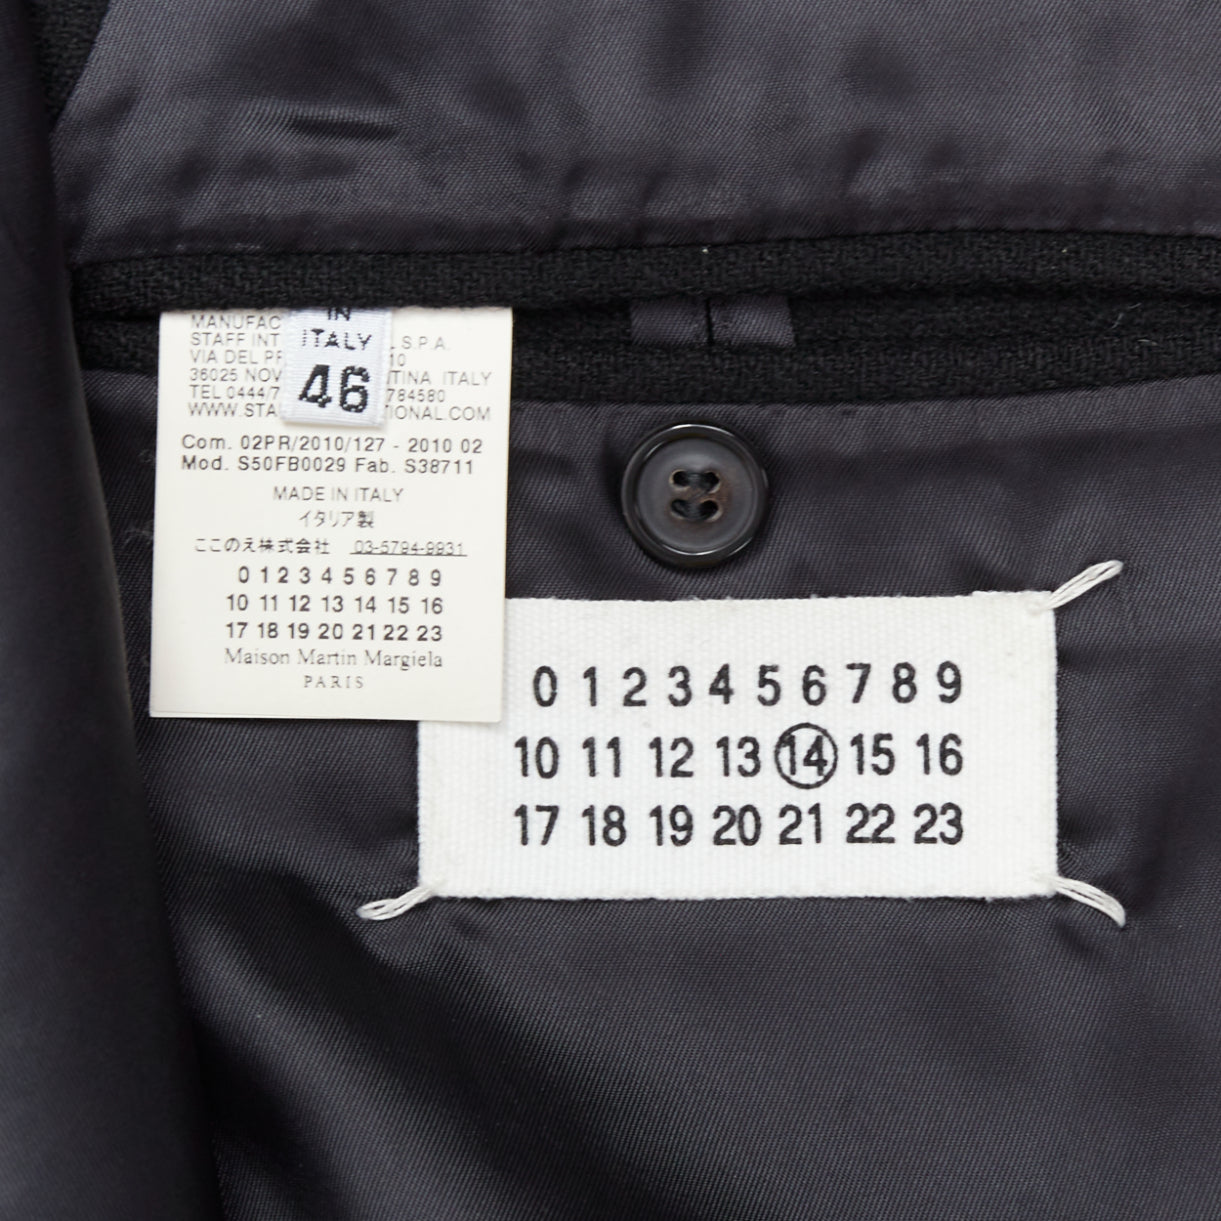 MANUFAC
STAFF INT L S.P.A.
VIA DEL PR 10
36025 NOV TINA ITALY
TEL 0444/7 784580
WWW.STA IONAL.COM
IN
ITALY
46
Com. 02PR/2010/127 - 2010 02
Mod. S50FB0029 Fab. S38711
MADE IN ITALY
イタリア製
ここのえ株式会社 03-5794-9931
0 1 2 3 4 5 6 7 8 9
10 11 12 13 14 15 16
17 18 19 20 21 22 23
Maison Martin Margiela
PARIS
0 1 2 3 4 5 6 7 8 9
10 11 12 13 14 15 16
17 18 19 20 21 22 23